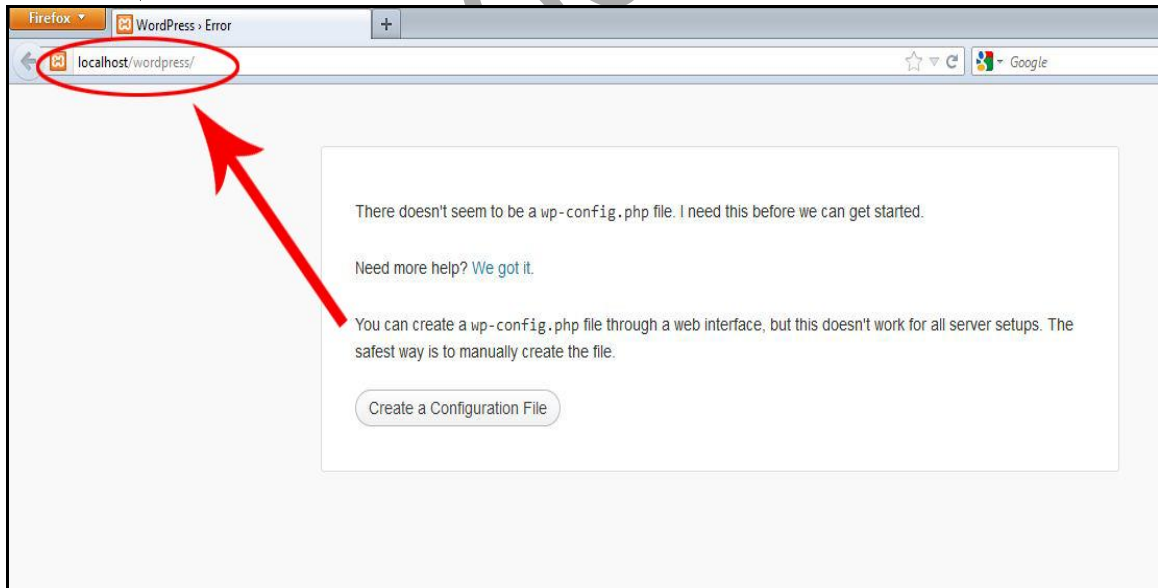 Firefox
WordPress › Error
+
localhost/wordpress/
Google
There doesn't seem to be a wp-config.php file. I need this before we can get started.
Need more help? We got it.
You can create a wp-config.php file through a web interface, but this doesn't work for all server setups. The
safest way is to manually create the file.
Create a Configuration File